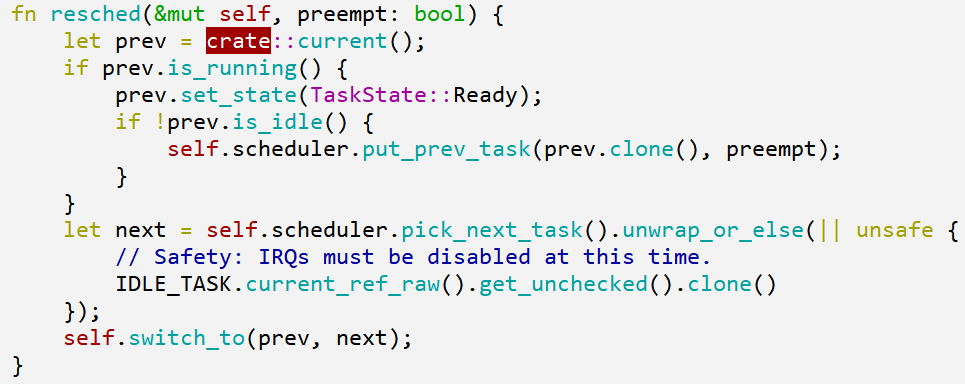 fn resched(&mut self, preempt: bool) {
    let prev = crate::current();
    if prev.is_running() {
        prev.set_state(TaskState::Ready);
        if !prev.is_idle() {
            self.scheduler.put_prev_task(prev.clone(), preempt);
        }
    }
    let next = self.scheduler.pick_next_task().unwrap_or_else(|| unsafe {
        // Safety: IRQs must be disabled at this time.
        IDLE_TASK.current_ref_raw().get_unchecked().clone()
    });
    self.switch_to(prev, next);
}